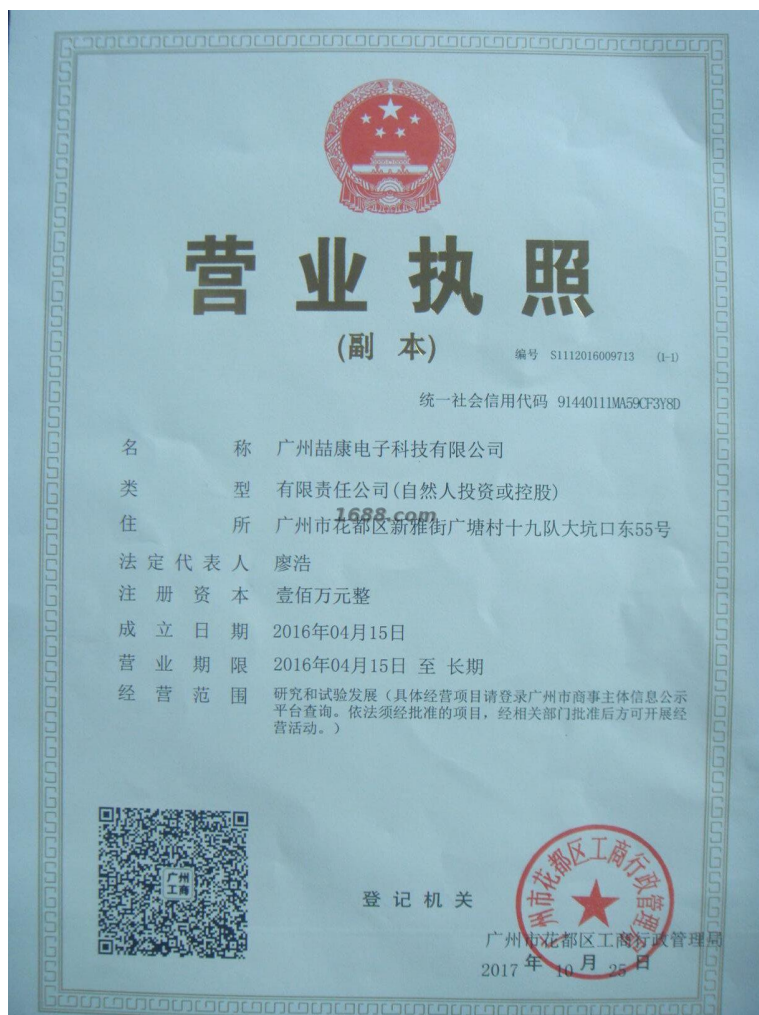 营业执照
(副 本)
编号 S1112016009713 (1-1)
统一社会信用代码 91440111MA59CF3Y8D
名称 广州喆康电子科技有限公司
类型 有限责任公司(自然人投资或控股)
1688.com
住所 广州市花都区新雅街广塘村十九队大坑口东55号
法定代表人 廖浩
注册资本 壹佰万元整
成立日期 2016年04月15日
营业期限 2016年04月15日 至 长期
经营范围 研究和试验发展（具体经营项目请登录广州市商事主体信息公示
平台查询。依法须经批准的项目，经相关部门批准后方可开展经
营活动。）
广州
工商
广州市花都区工商行政管理局
登记机关
广州市花都区工商行政管理局
2017 年 10 月 25 日